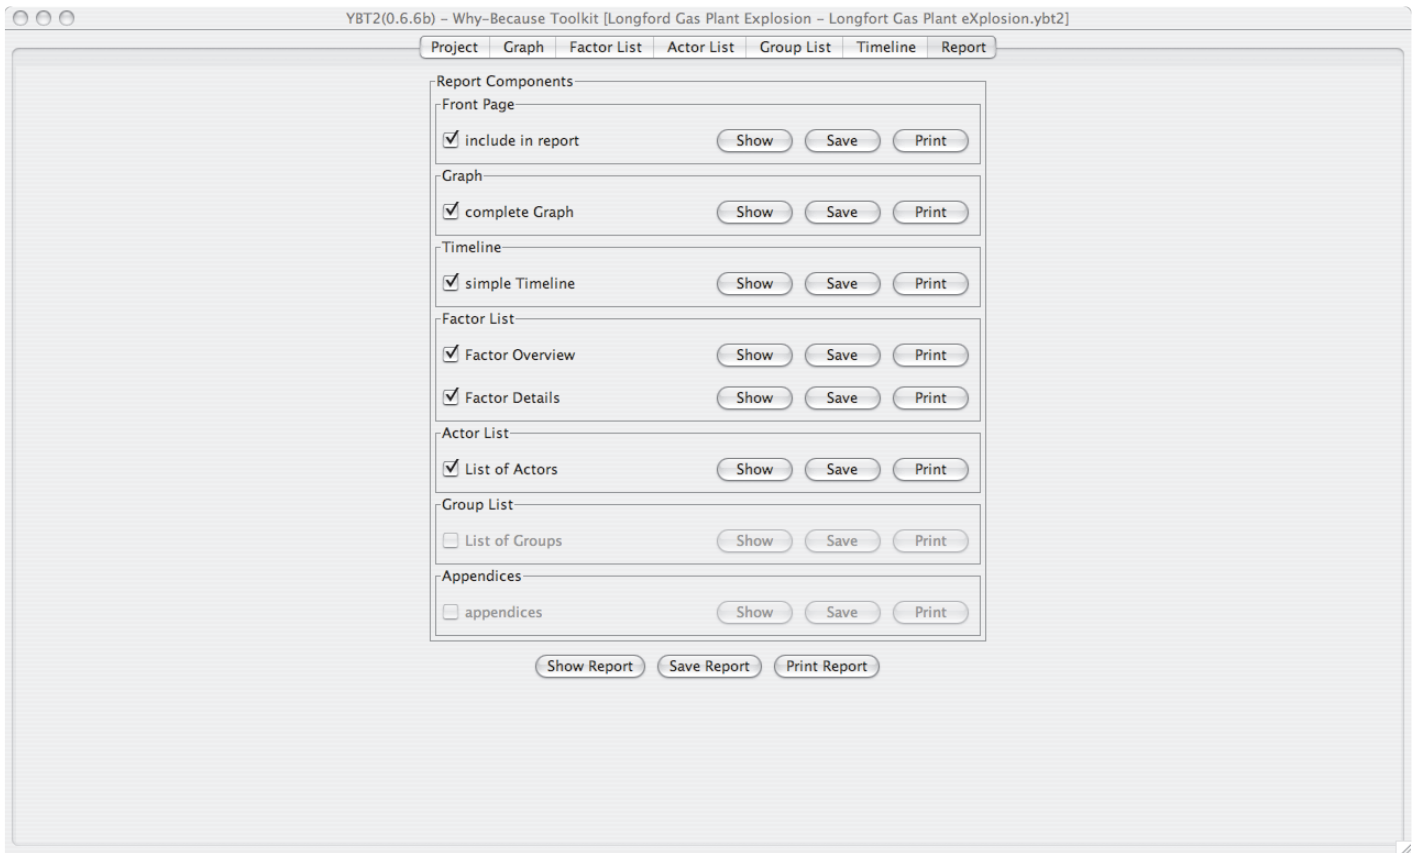 YBT2(0.6.6b) – Why-Because Toolkit [Longford Gas Plant Explosion – Longfort Gas Plant eXplosion.ybt2]
Project Graph Factor List Actor List Group List Timeline Report
Report Components
Front Page
include in report Show Save Print
Graph
complete Graph Show Save Print
Timeline
simple Timeline Show Save Print
Factor List
Factor Overview Show Save Print
Factor Details Show Save Print
Actor List
List of Actors Show Save Print
Group List
List of Groups Show Save Print
Appendices
appendices Show Save Print
Show Report Save Report Print Report